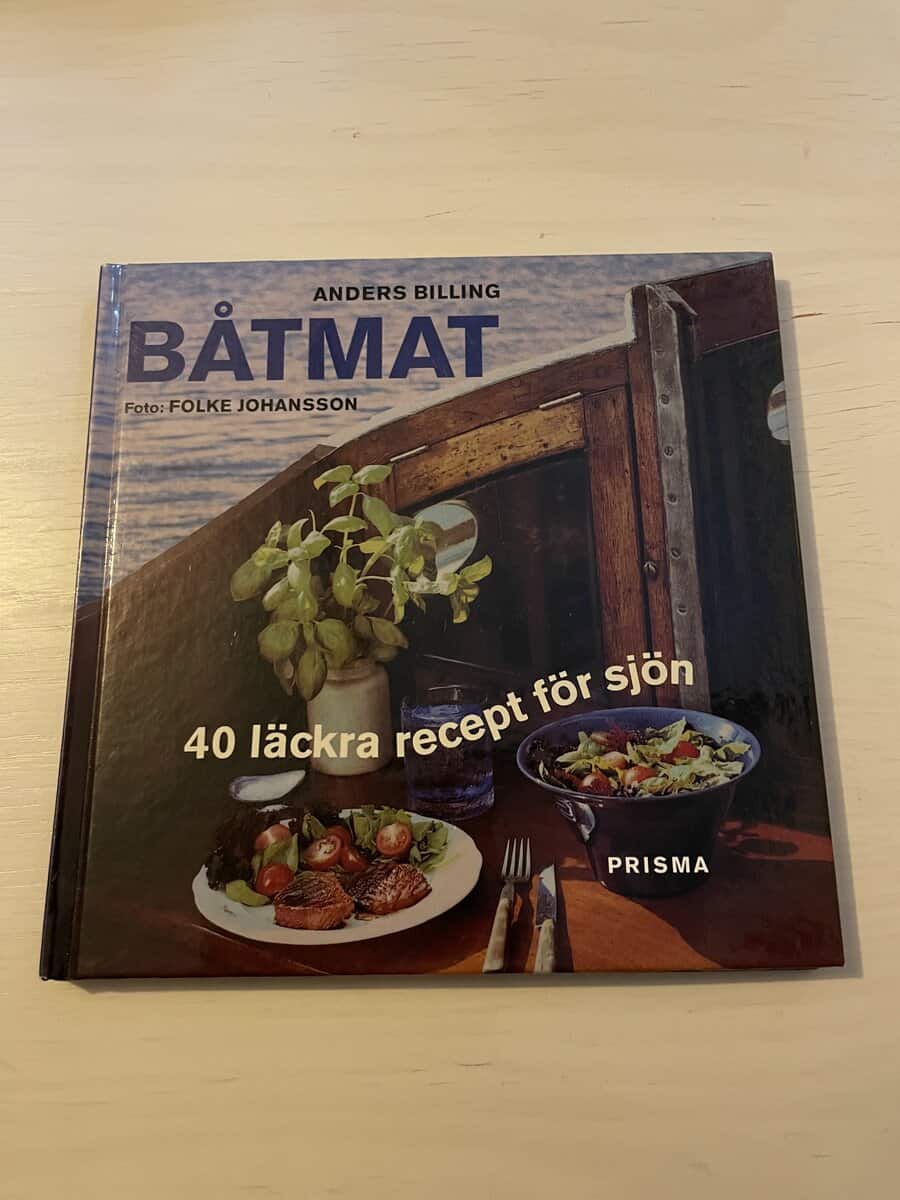 ANDERS BILLING
BÅTMAT
Foto: FOLKE JOHANSSON
40 läckra recept för sjön
PRISMA